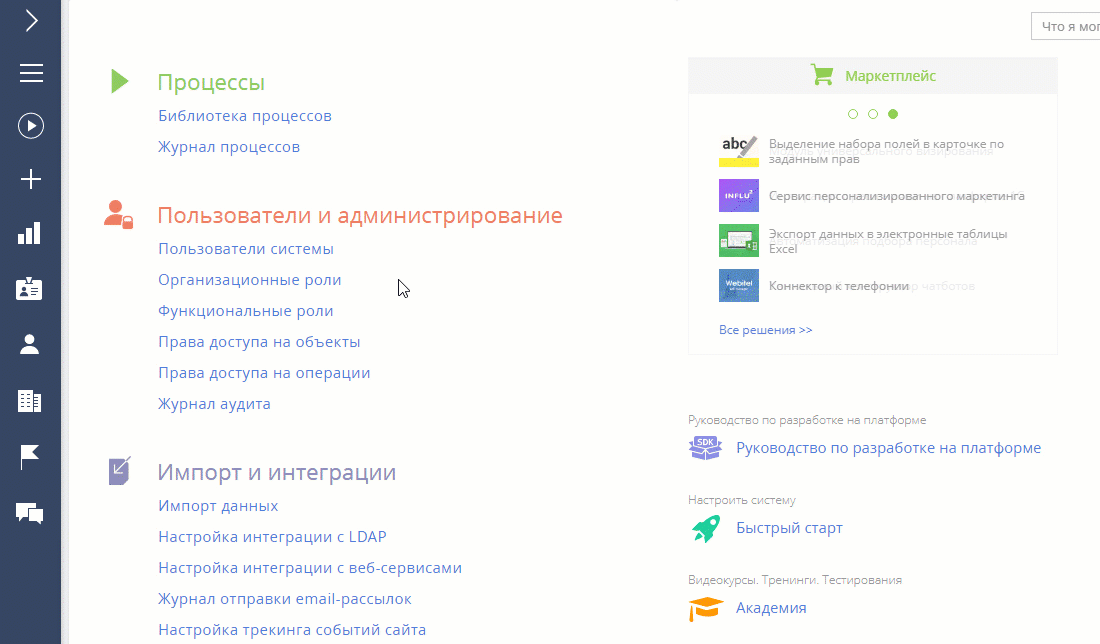 Что я мог
Процессы
Библиотека процессов
Журнал процессов
Пользователи и администрирование
Пользователи системы
Организационные роли
Функциональные роли
Права доступа на объекты
Права доступа на операции
Журнал аудита
Импорт и интеграции
Импорт данных
Настройка интеграции с LDAP
Настройка интеграции с веб-сервисами
Журнал отправки email-рассылок
Настройка трекинга событий сайта
Маркетплейс
abc
Выделение набора полей в карточке по
заданным прав
INFLU2
Сервис персонализированного маркетинга
Экспорт данных в электронные таблицы
Excel
Webitel
Коннектор к телефонии
Все решения >>
Руководство по разработке на платформе
SDK
Руководство по разработке на платформе
Настроить систему
Быстрый старт
Видеокурсы. Тренинги. Тестирования
Академия